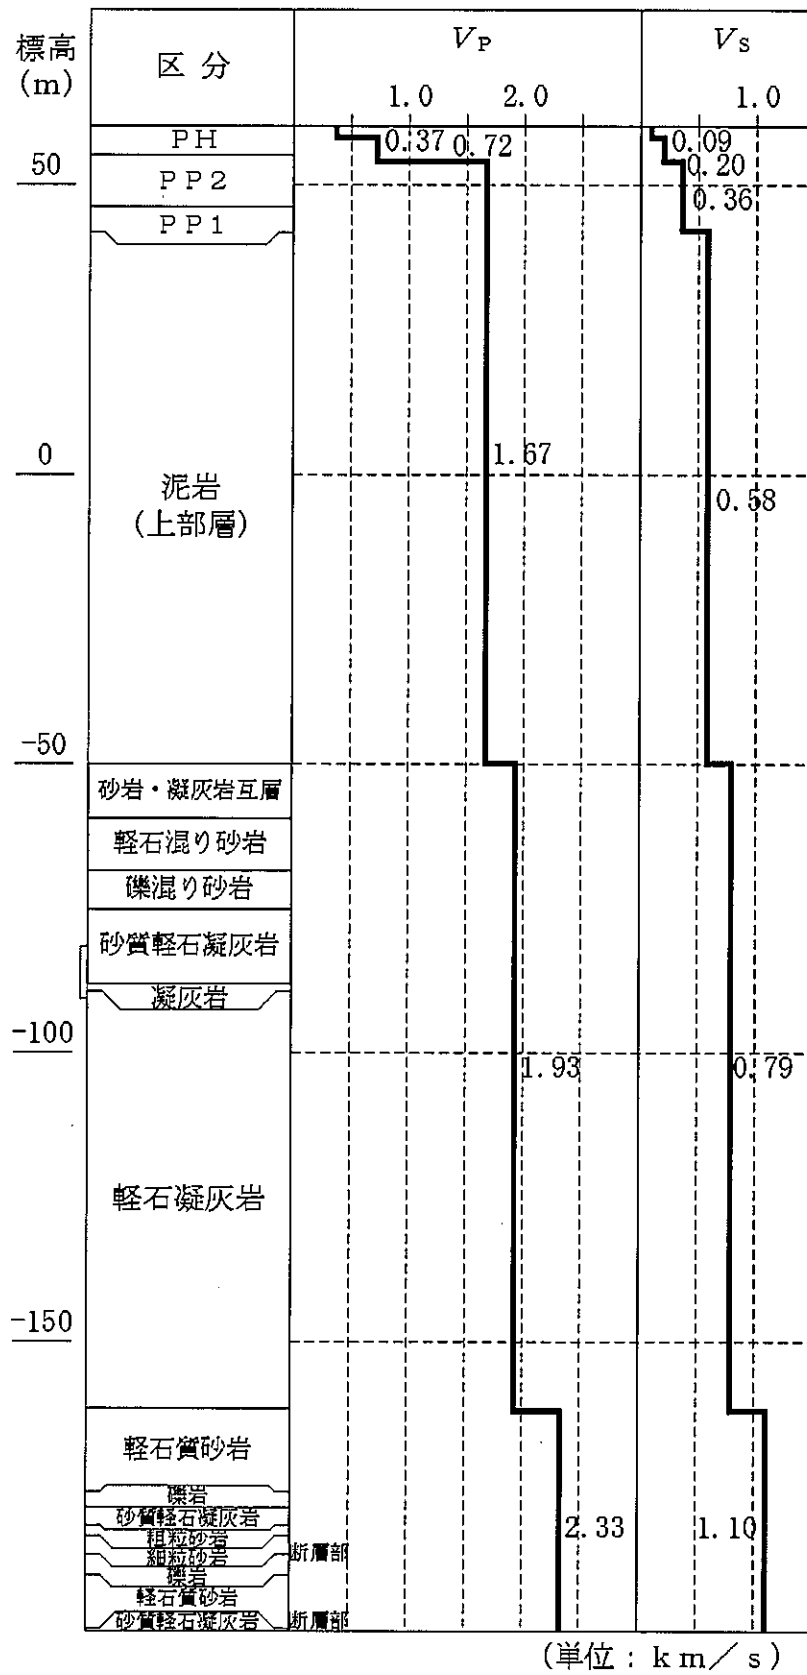 標高
(m)
区 分
VP
VS
1.0 2.0
1.0
PH
0.37
0.72
0.09
0.20
50
PP2
0.36
PP1
0
1.67
泥岩
(上部層)
0.58
-50
砂岩・凝灰岩互層
軽石混り砂岩
礫混り砂岩
砂質軽石凝灰岩
凝灰岩
-100
1.93
0.79
軽石凝灰岩
-150
軽石質砂岩
礫岩
砂質軽石凝灰岩
粗粒砂岩
2.33
1.10
細粒砂岩
断層部
礫岩
軽石質砂岩
砂質軽石凝灰岩
断層部
(単位：km／s)